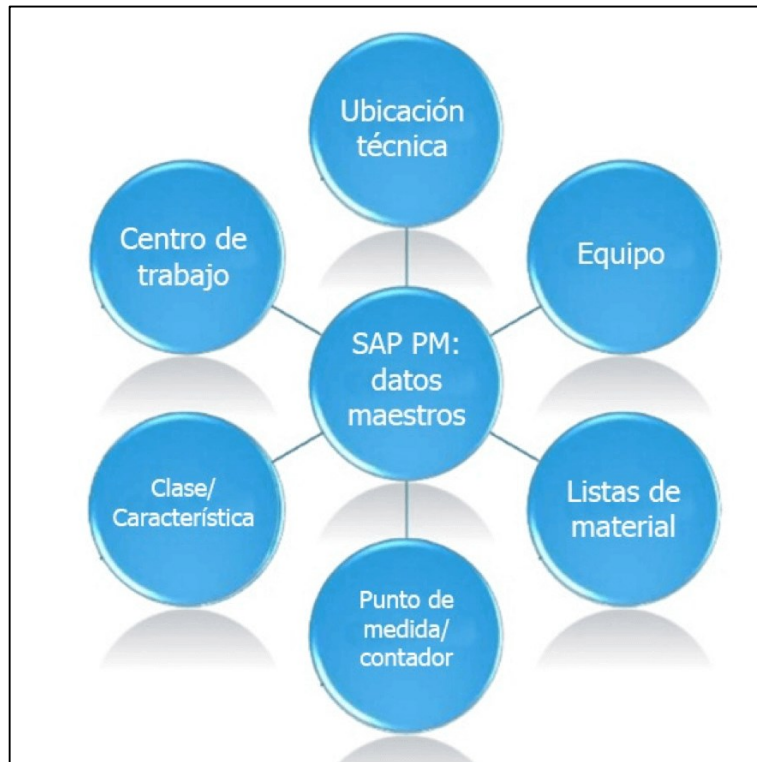 Ubicación
técnica
Centro de
trabajo
Equipo
SAP PM:
datos
maestros
Clase/
Característica
Listas de
material
Punto de
medida/
contador